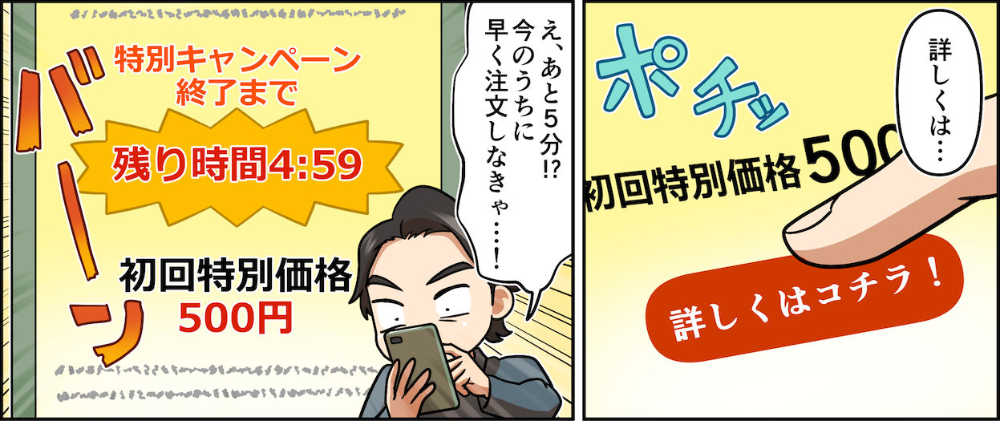 詳しくは…
ポチッ
初回特別価格500
詳しくはコチラ！
え、あと5分!?
今のうちに
早く注文しなきゃ……！
バーン
特別キャンペーン
終了まで
残り時間4:59
初回特別価格
500円